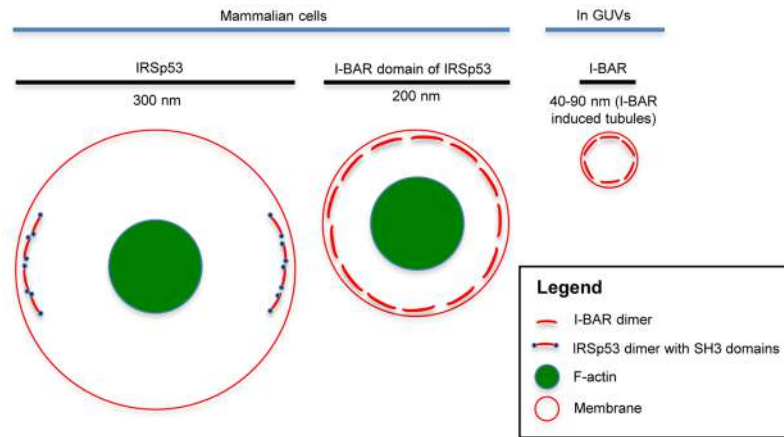 Mammalian cells
In GUVs
IRSp53
I-BAR domain of IRSp53
I-BAR
300 nm
200 nm
40-90 nm (I-BAR
induced tubules)
Legend
I-BAR dimer
IRSp53 dimer with SH3 domains
F-actin
Membrane